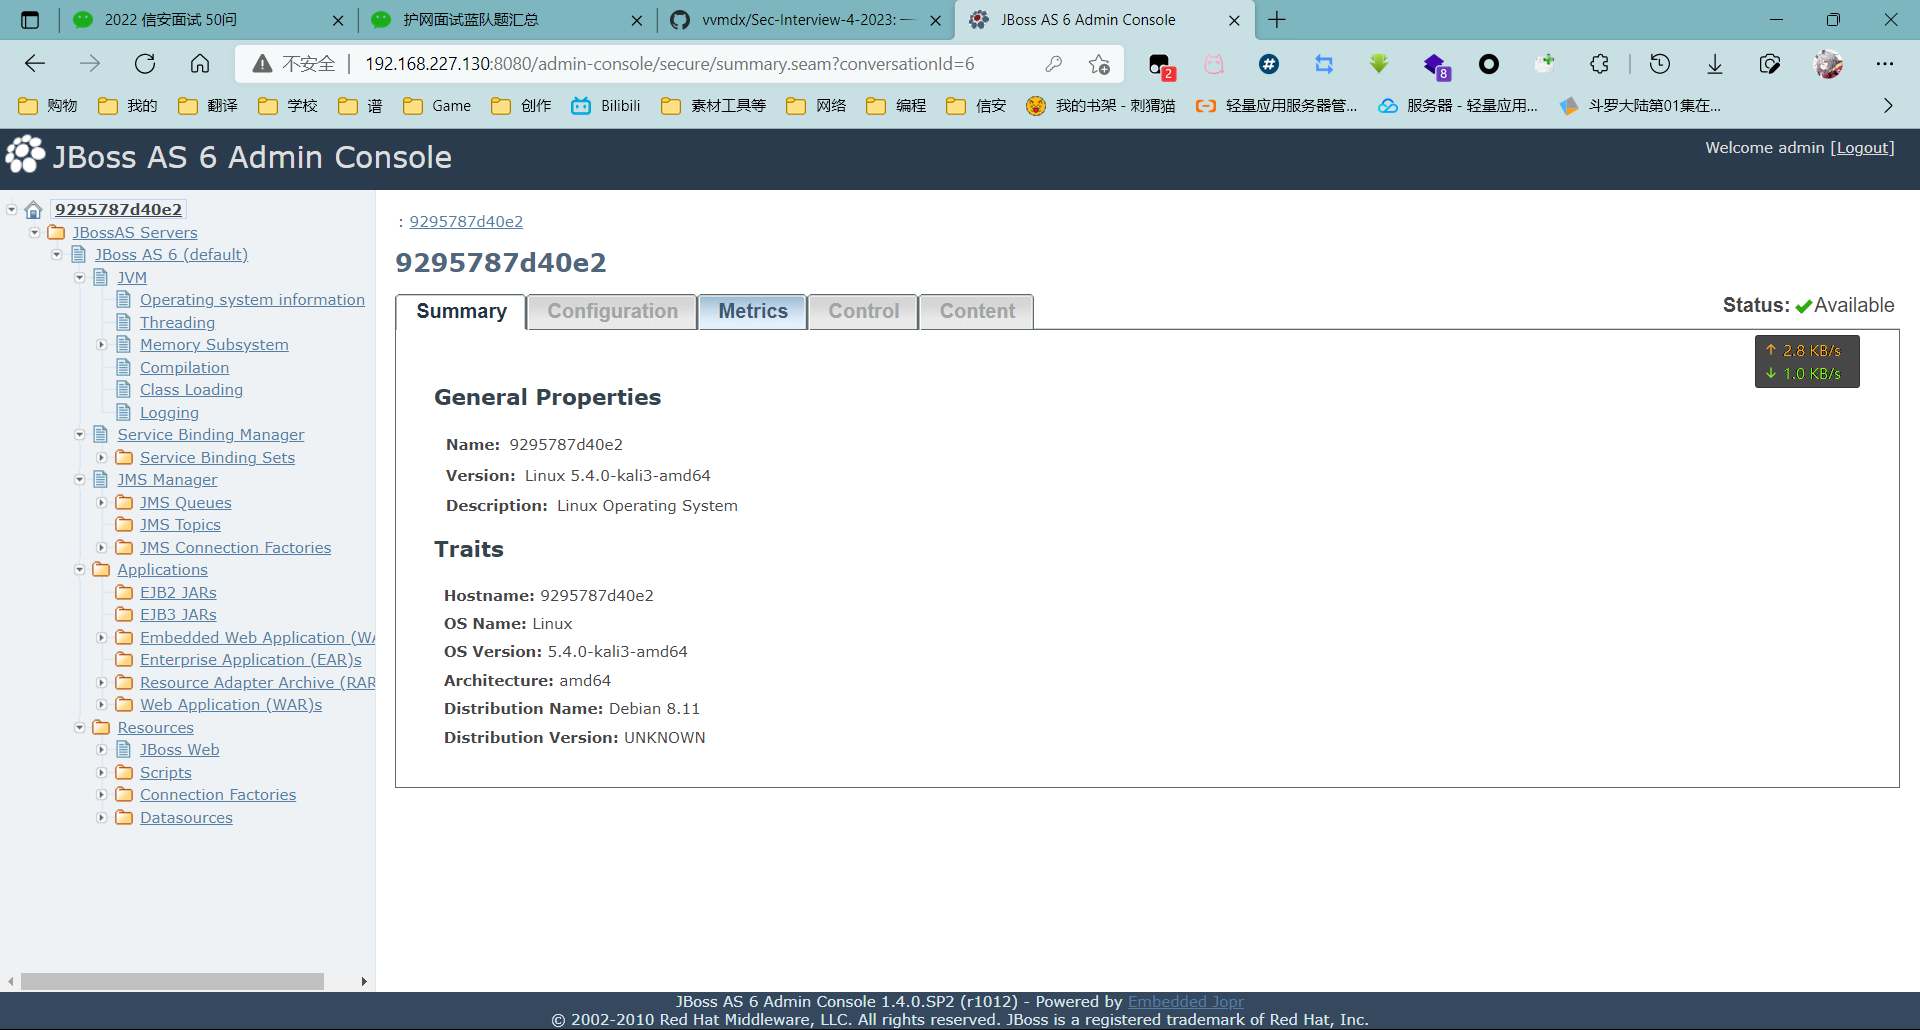 2022 信安面试 50问
护网面试蓝队题汇总
vvmdx/Sec-Interview-4-2023: 一
JBoss AS 6 Admin Console
不安全
192.168.227.130:8080/admin-console/secure/summary.seam?conversationId=6
2
8
购物 我的 翻译 学校 谱 Game 创作 Bilibili 素材工具等 网络 编程 信安 我的书架 - 刺猬猫 轻量应用服务器管... 服务器 - 轻量应用... 斗罗大陆第01集在...
JBoss AS 6 Admin Console
Welcome admin [Logout]
9295787d40e2
JBossAS Servers
JBoss AS 6 (default)
JVM
Operating system information
Threading
Memory Subsystem
Compilation
Class Loading
Logging
Service Binding Manager
Service Binding Sets
JMS Manager
JMS Queues
JMS Topics
JMS Connection Factories
Applications
EJB2 JARs
EJB3 JARs
Embedded Web Application (WA
Enterprise Application (EAR)s
Resource Adapter Archive (RAR
Web Application (WAR)s
Resources
JBoss Web
Scripts
Connection Factories
Datasources
: 9295787d40e2
9295787d40e2
Summary Configuration Metrics Control Content
Status: Available
↑ 2.8 KB/s
↓ 1.0 KB/s
General Properties
Name: 9295787d40e2
Version: Linux 5.4.0-kali3-amd64
Description: Linux Operating System
Traits
Hostname: 9295787d40e2
OS Name: Linux
OS Version: 5.4.0-kali3-amd64
Architecture: amd64
Distribution Name: Debian 8.11
Distribution Version: UNKNOWN
JBoss AS 6 Admin Console 1.4.0.SP2 (r1012) - Powered by Embedded Jopr
© 2002-2010 Red Hat Middleware, LLC. All rights reserved. JBoss is a registered trademark of Red Hat, Inc.